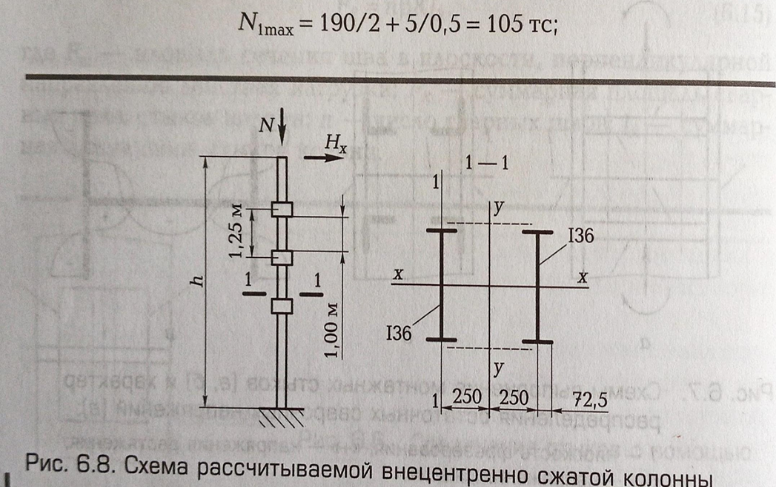 N₁max = 190/2 + 5/0,5 = 105 тс;
N
Hₓ
h
1,25 м
1
1
1,00 м
1 — 1
1
y
I36
x
x
I36
y
1
250
250
72,5
Рис. 6.8. Схема рассчитываемой внецентренно сжатой колонны